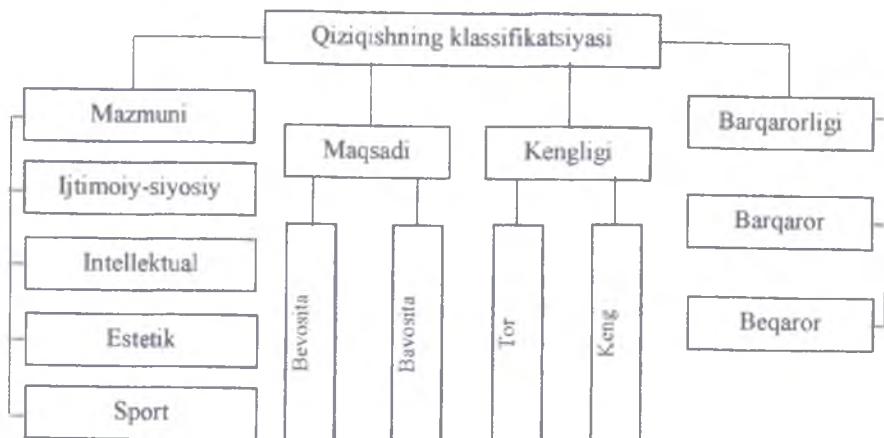 Qiziqishning klassifikatsiyasi
Mazmuni
Ijtimoiy-siyosiy
Intellektual
Estetik
Sport
Maqsadi
Bevosita
Bavosita
Kengligi
Tor
Keng
Barqarorligi
Barqaror
Beqaror